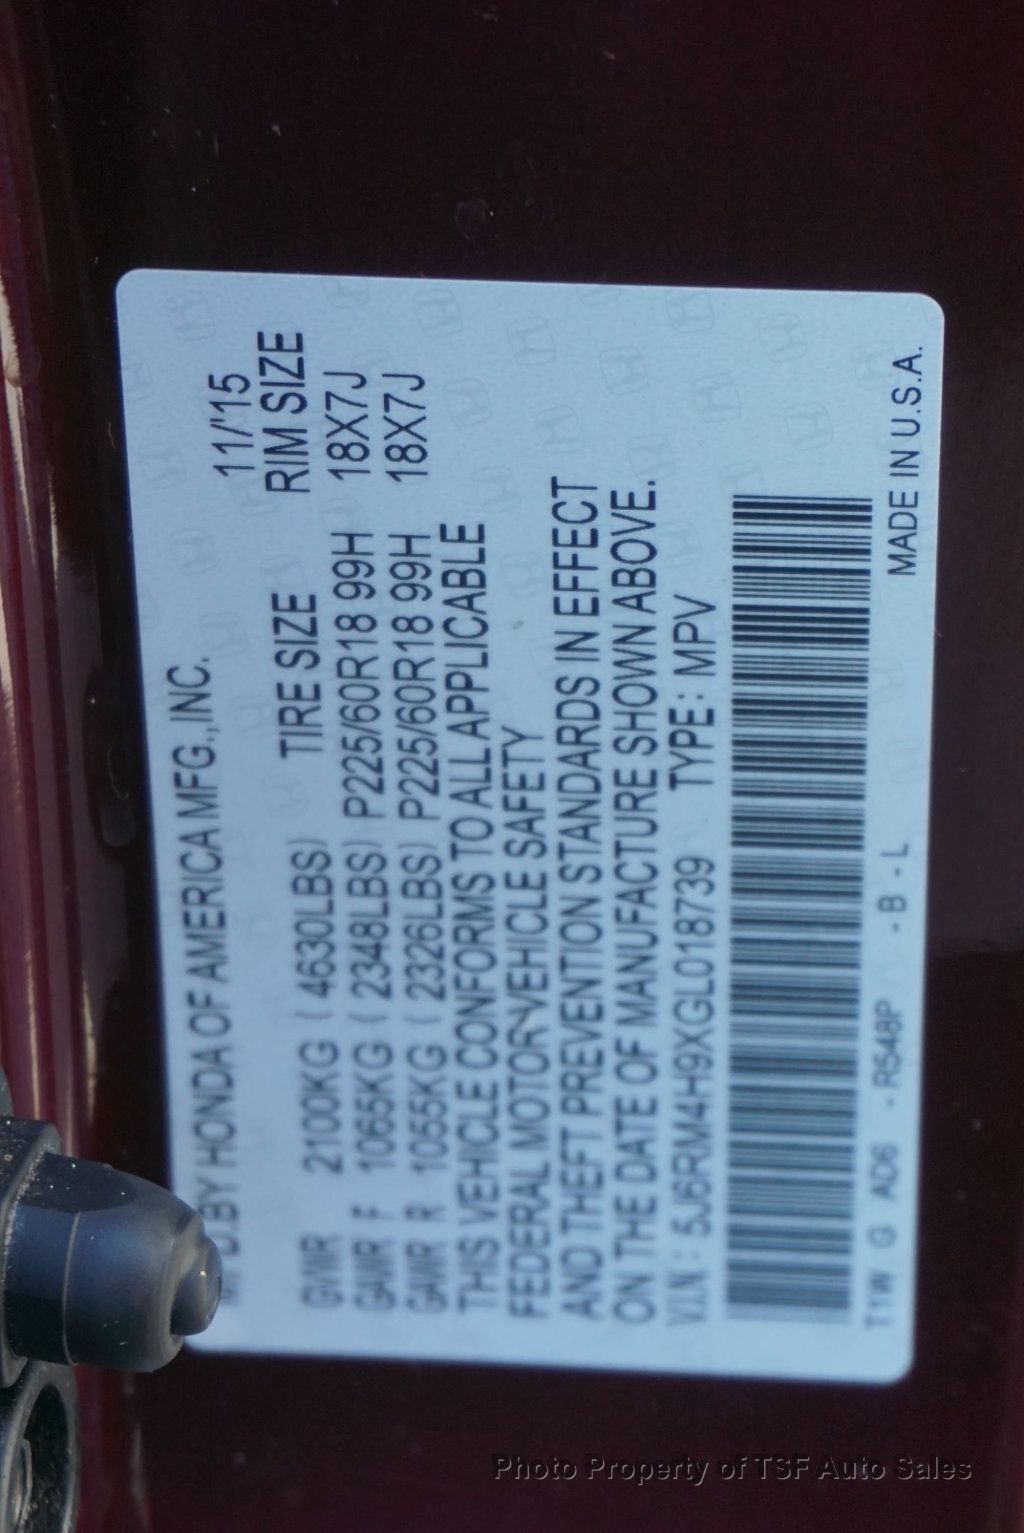 MFD.BY HONDA OF AMERICA MFG.,INC.
11/'15
TIRE SIZE RIM SIZE
GVWR 2100KG ( 4630LBS)
GAWR F 1065KG ( 2348LBS) P225/60R18 99H 18X7J
GAWR R 1055KG ( 2326LBS) P225/60R18 99H 18X7J
THIS VEHICLE CONFORMS TO ALL APPLICABLE
FEDERAL MOTOR VEHICLE SAFETY
AND THEFT PREVENTION STANDARDS IN EFFECT
ON THE DATE OF MANUFACTURE SHOWN ABOVE.
V.I.N.: 5J6RM4H9XGL018739 TYPE: MPV
T1W G AD6 - R548P - B - L
MADE IN U.S.A.
Photo Property of TSF Auto Sales